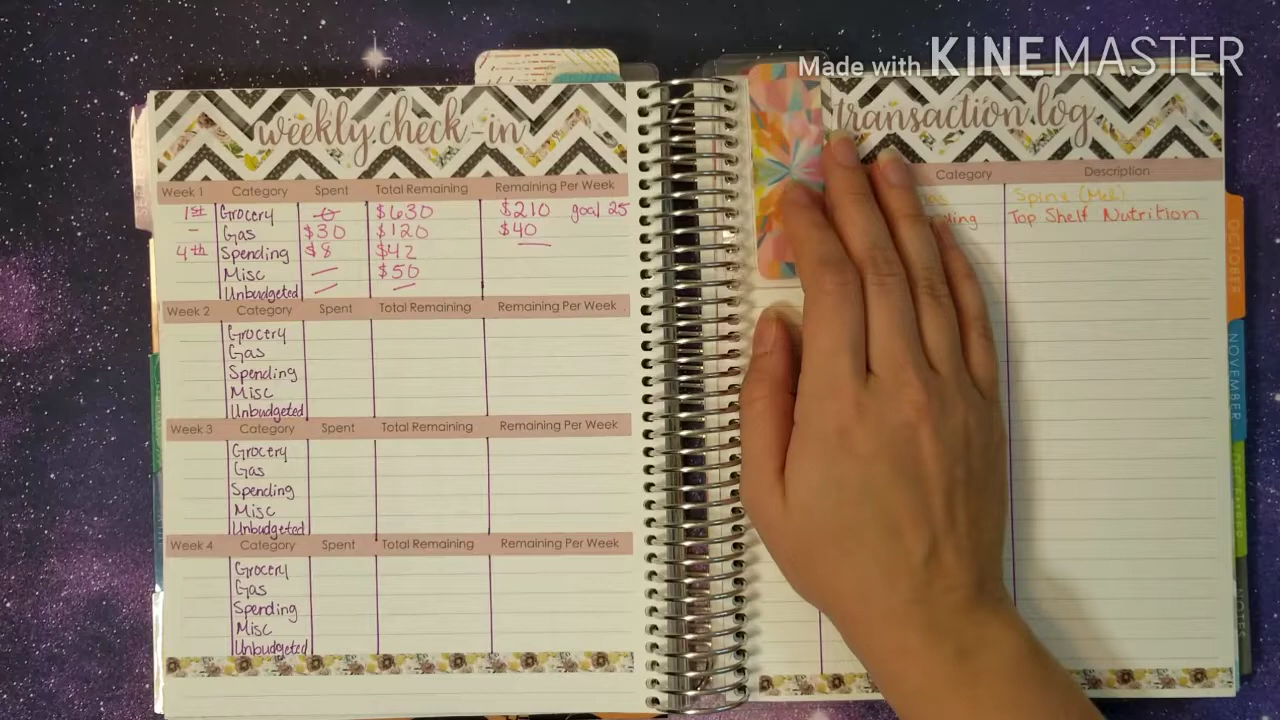 Made with KINEMASTER
weekly.check-in
Week 1 Category Spent Total Remaining Remaining Per Week
1st Grocery 0 $630 $210 goal 25
- Gas $30 $120 $40
4th Spending $8 $42
Misc — $50
Unbudgeted — —
Week 2 Category Spent Total Remaining Remaining Per Week
Grocery
Gas
Spending
Misc
Unbudgeted
Week 3 Category Spent Total Remaining Remaining Per Week
Grocery
Gas
Spending
Misc
Unbudgeted
Week 4 Category Spent Total Remaining Remaining Per Week
Grocery
Gas
Spending
Misc
Unbudgeted
transaction.log
Category Description
Top Shelf Nutrition
OCTOBER
NOVEMBER
DECEMBER
NOTES